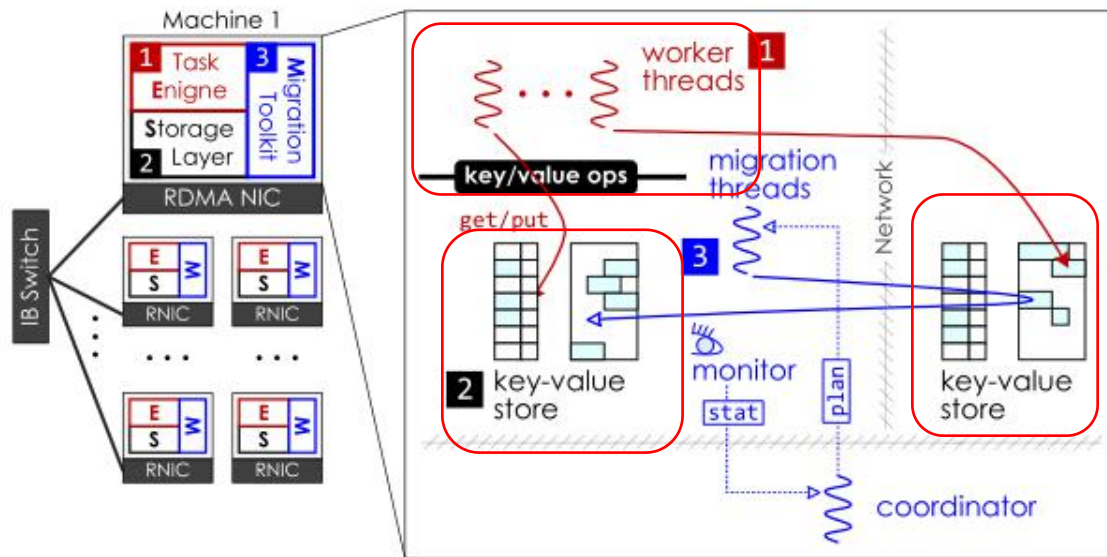 Machine 1
1 Task
Enigne
3 Migration
Toolkit
Storage
2 Layer
RDMA NIC
IB Switch
E
S
M
RNIC
E
S
M
RNIC
E
S
M
RNIC
E
S
M
RNIC
worker
threads
1
key/value ops
get/put
migration
threads
Network
3
2 key-value
store
monitor
stat
plan
key-value
store
coordinator